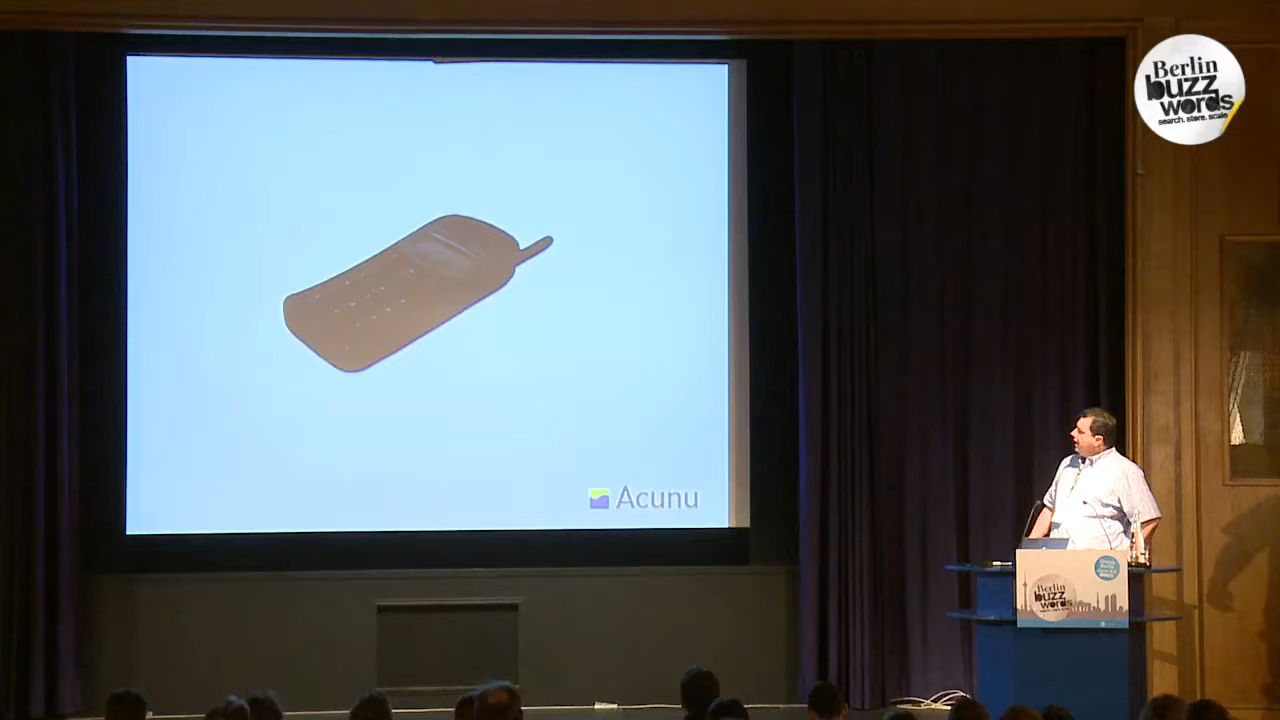 Berlin
buzz
words
search. store. scale
Acunu
Berlin
buzz
words